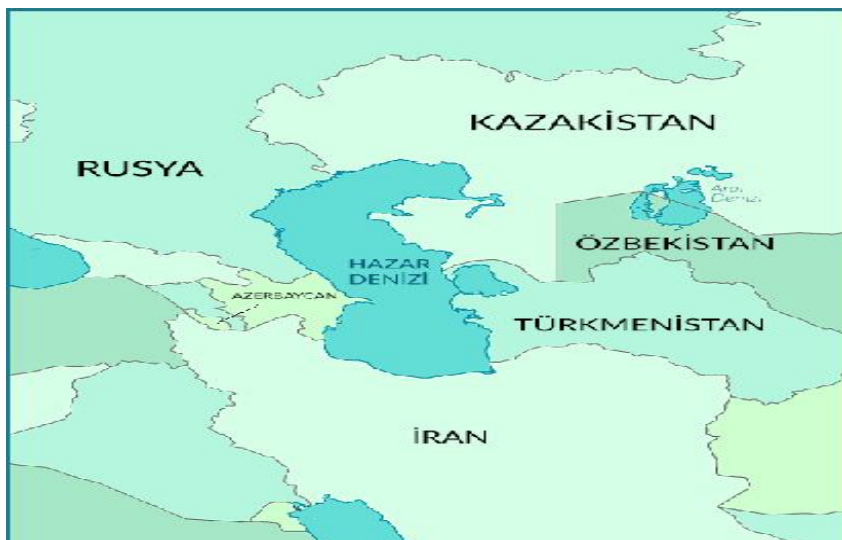 KAZAKİSTAN
RUSYA
Aral
Denizi
ÖZBEKİSTAN
HAZAR
DENİZİ
AZERBAYCAN
TÜRKMENİSTAN
İRAN